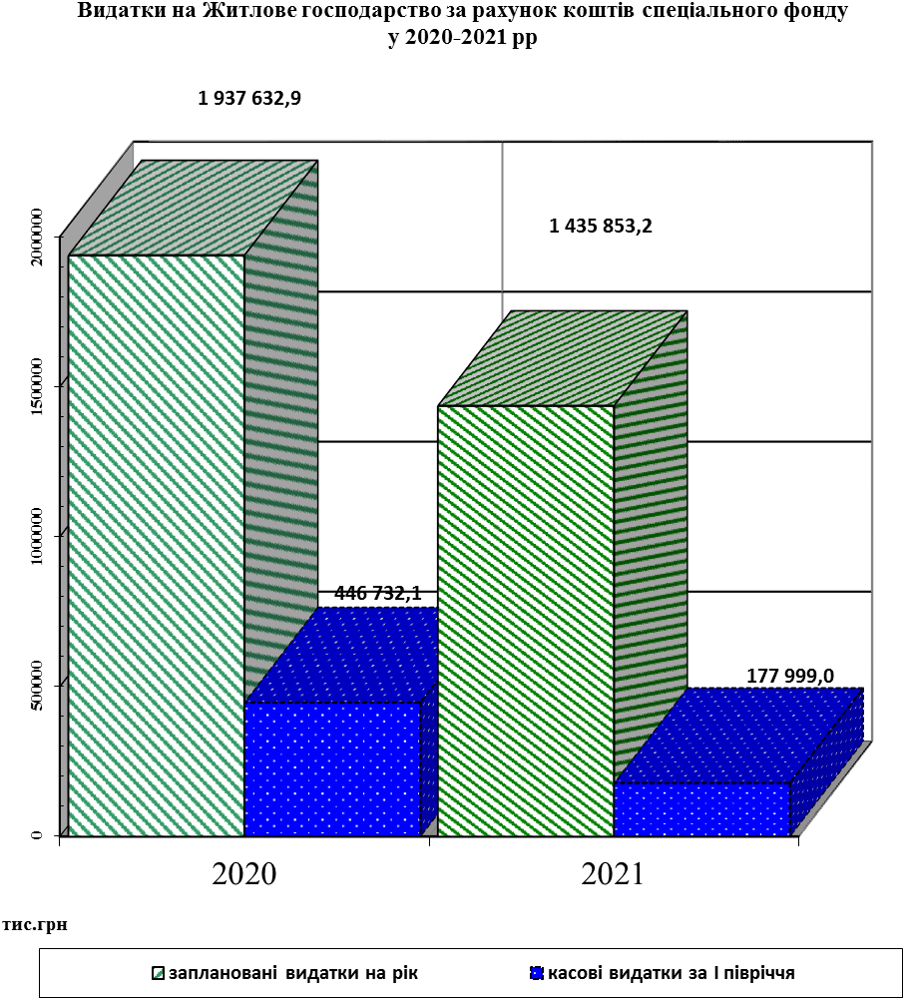 Видатки на Житлове господарство за рахунок коштів спеціального фонду
у 2020-2021 рр
1 937 632,9
1 435 853,2
2000000
1500000
1000000
500000
0
446 732,1
177 999,0
2020
2021
тис.грн
заплановані видатки на рік
касові видатки за І півріччя